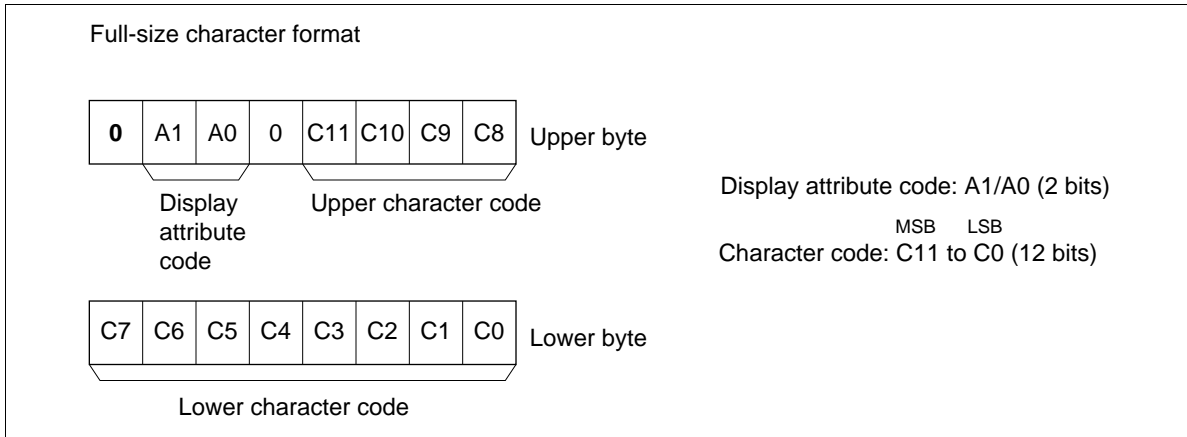 Full-size character format
0 A1 A0 0 C11 C10 C9 C8 Upper byte
Display attribute code
Upper character code
Display attribute code: A1/A0 (2 bits)
MSB LSB
Character code: C11 to C0 (12 bits)
C7 C6 C5 C4 C3 C2 C1 C0 Lower byte
Lower character code